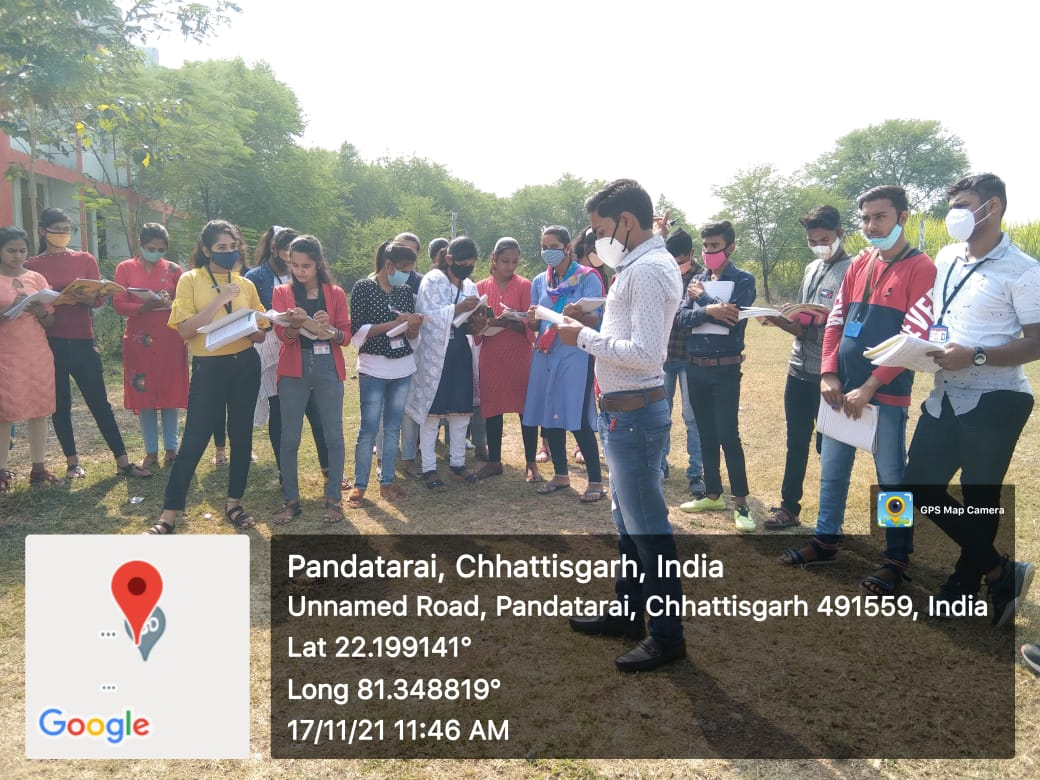 GPS Map Camera
Pandatarai, Chhattisgarh, India
Unnamed Road, Pandatarai, Chhattisgarh 491559, India
Lat 22.199141°
Long 81.348819°
17/11/21 11:46 AM
Google